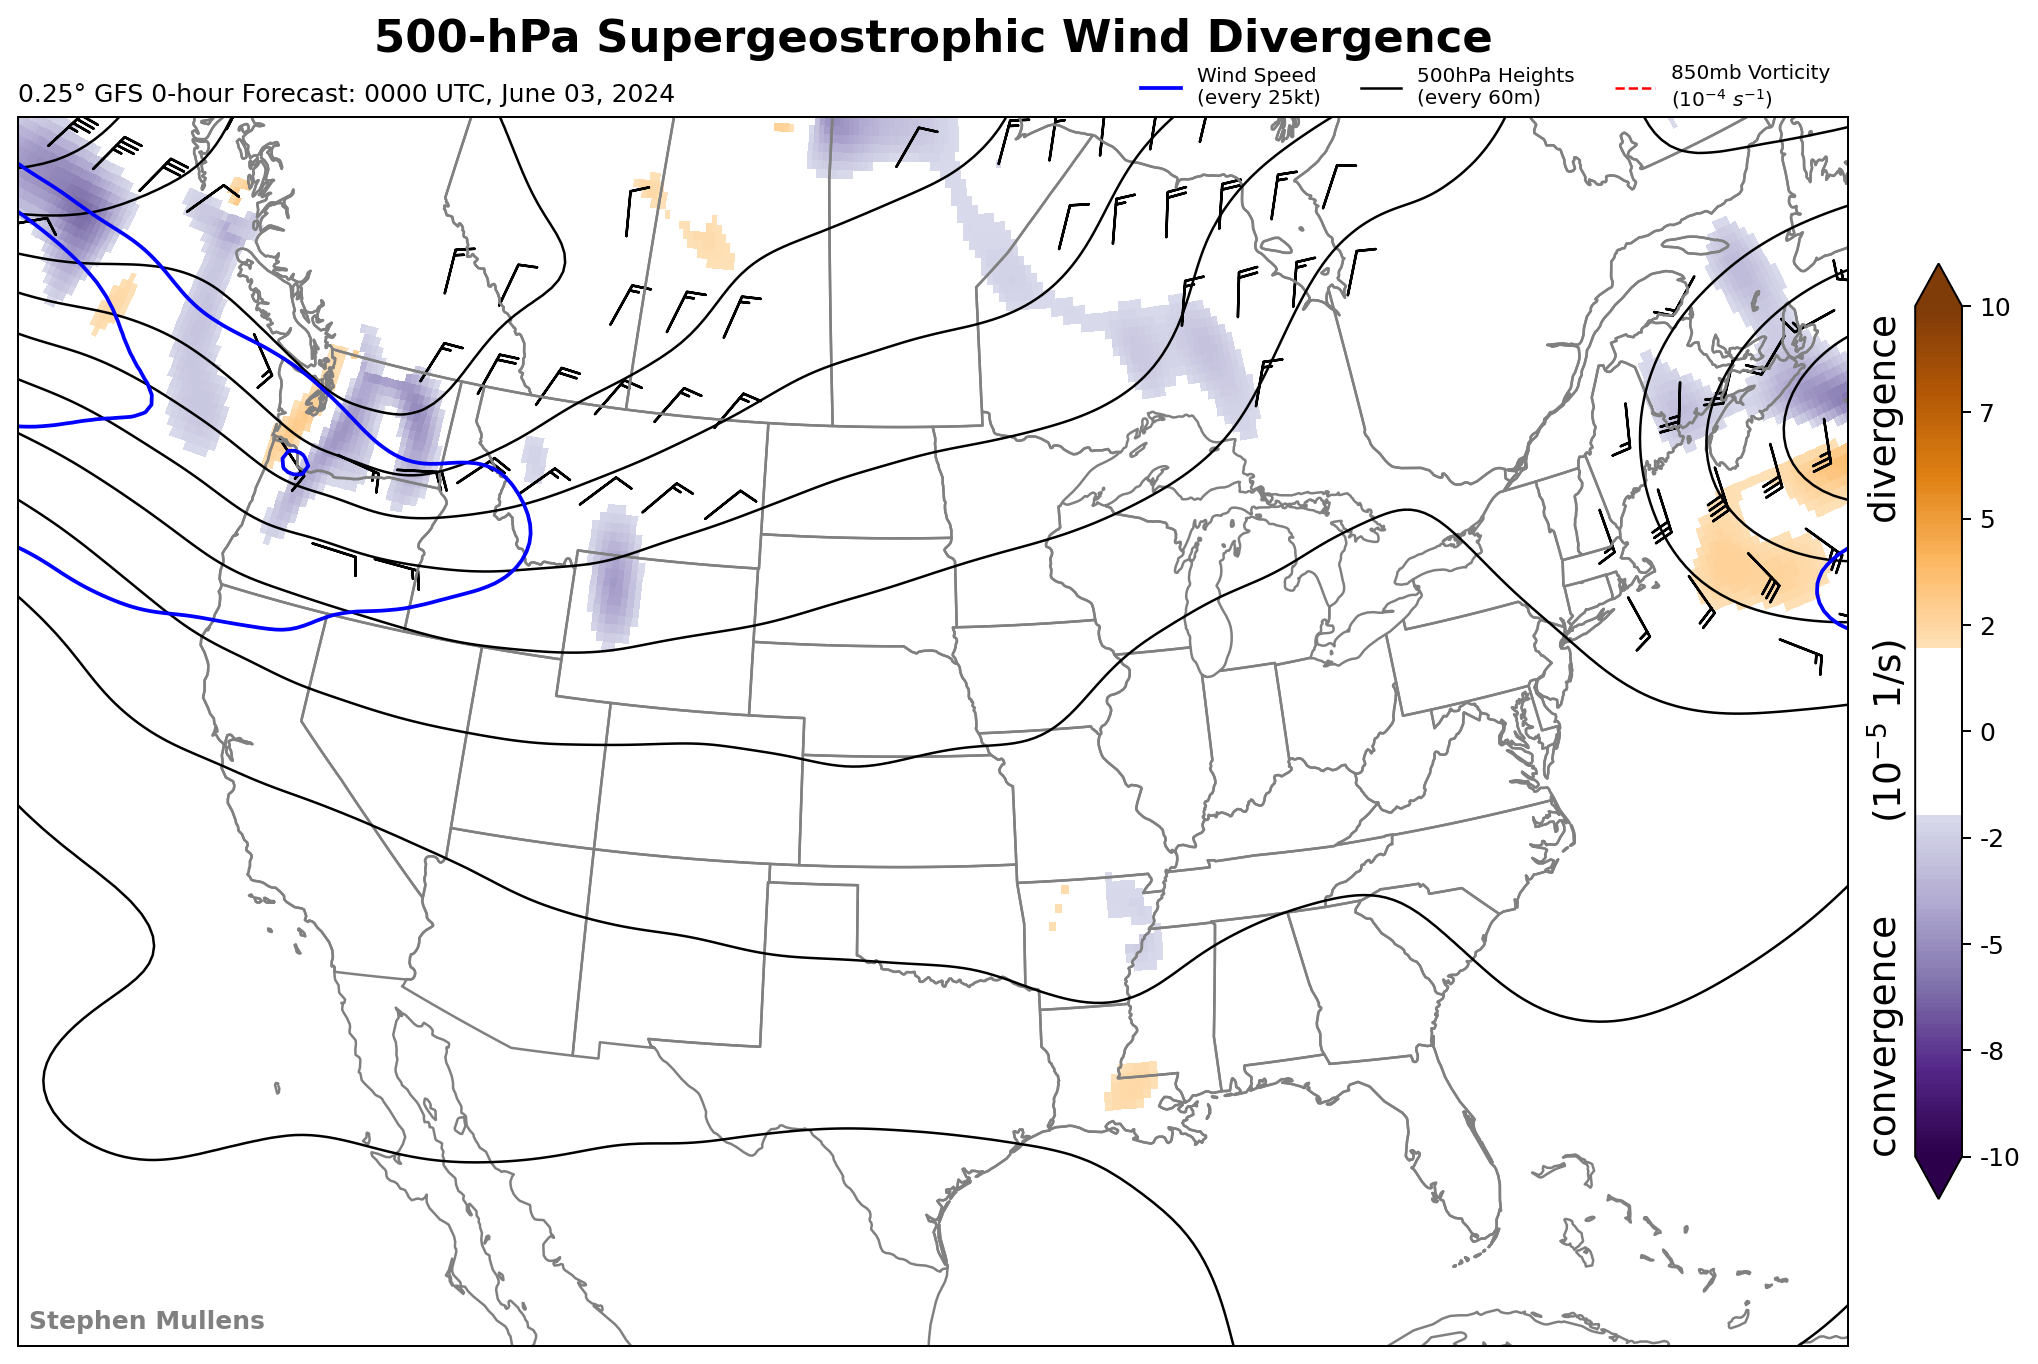 500-hPa Supergeostrophic Wind Divergence
0.25° GFS 0-hour Forecast: 0000 UTC, June 03, 2024
Wind Speed
(every 25kt)
500hPa Heights
(every 60m)
850mb Vorticity
(10⁻⁴ s⁻¹)
10
7
5
2
0
-2
-5
-8
-10
convergence (10⁻⁵ 1/s) divergence
Stephen Mullens